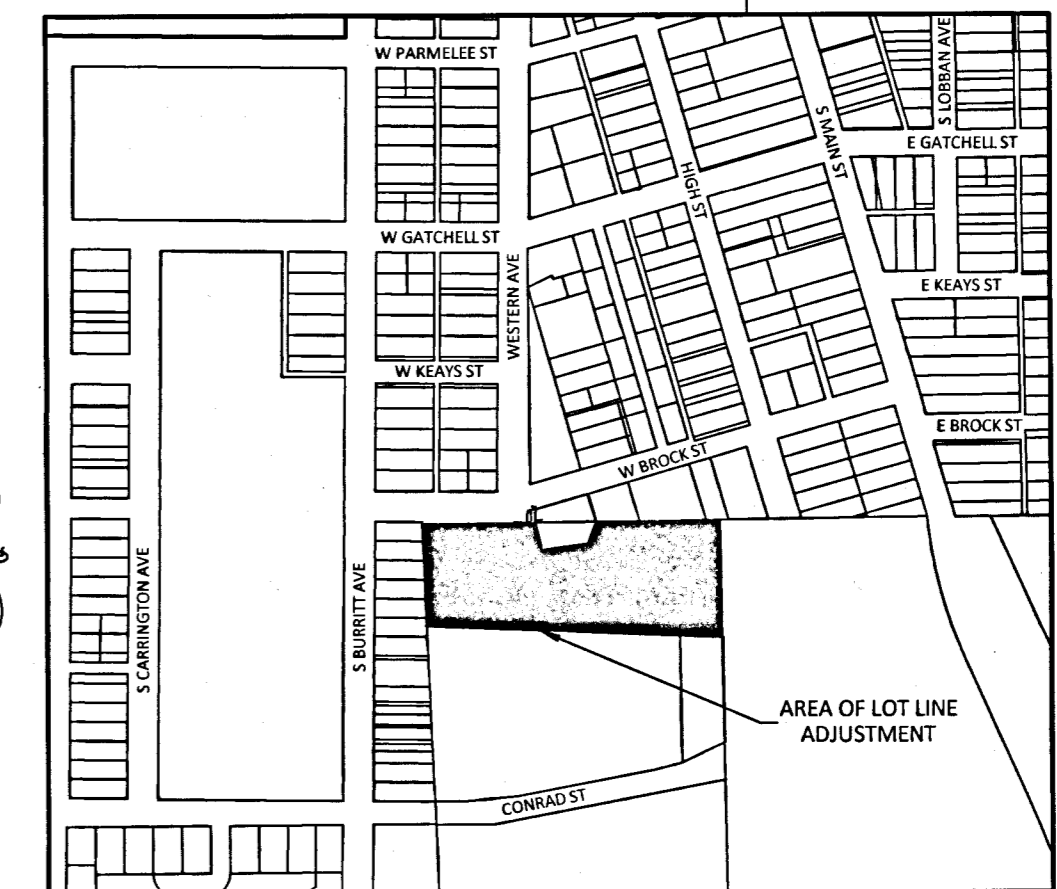 W PARMELEE ST
S LOBBAN AVE
S MAIN ST
E GATCHELL ST
HIGH ST
W GATCHELL ST
WESTERN AVE
E KEAYS ST
W KEAYS ST
E BROCK ST
W BROCK ST
S CARRINGTON AVE
S BURRITT AVE
AREA OF LOT LINE
ADJUSTMENT
CONRAD ST